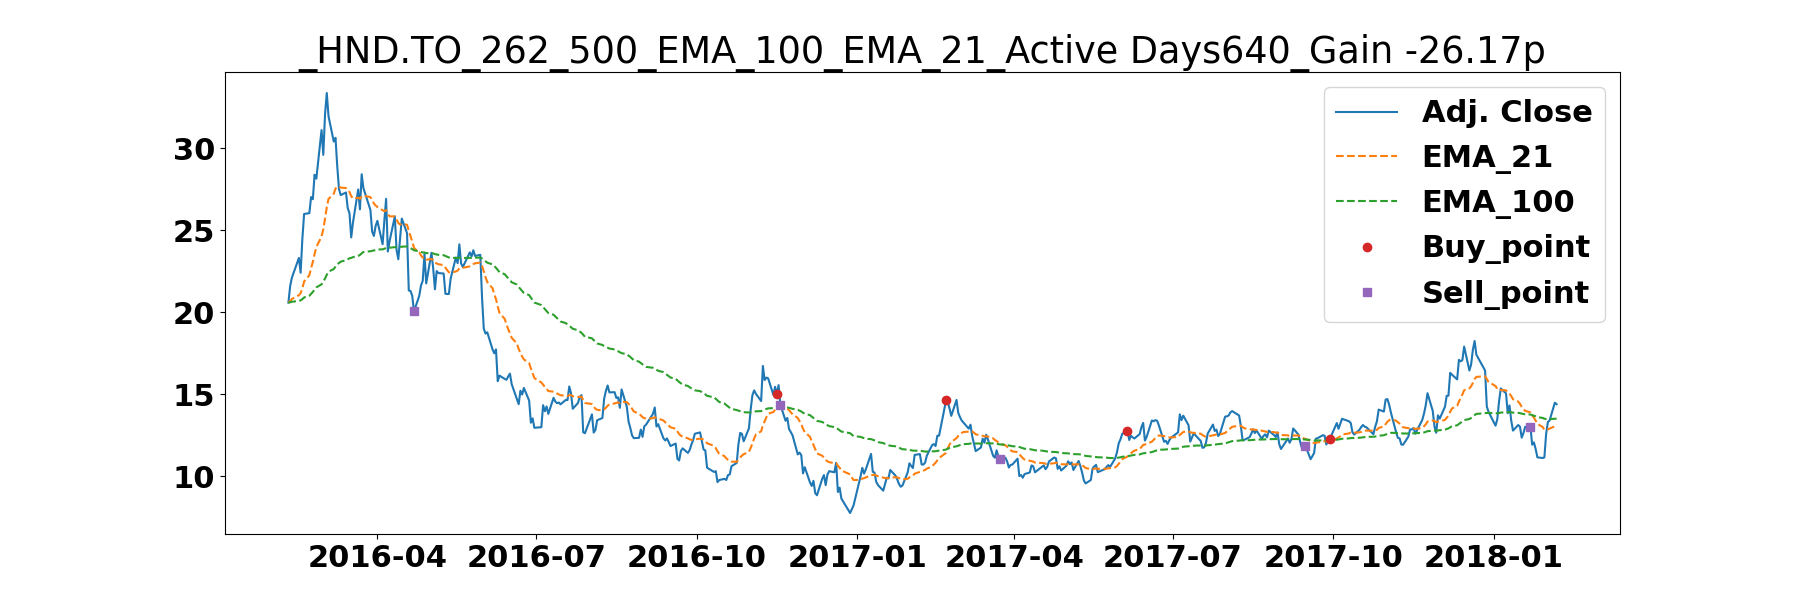 _HND.TO_262_500_EMA_100_EMA_21_Active Days640_Gain -26.17p
30
25
20
15
10
Adj. Close
EMA_21
EMA_100
Buy_point
Sell_point
2016-04 2016-07 2016-10 2017-01 2017-04 2017-07 2017-10 2018-01